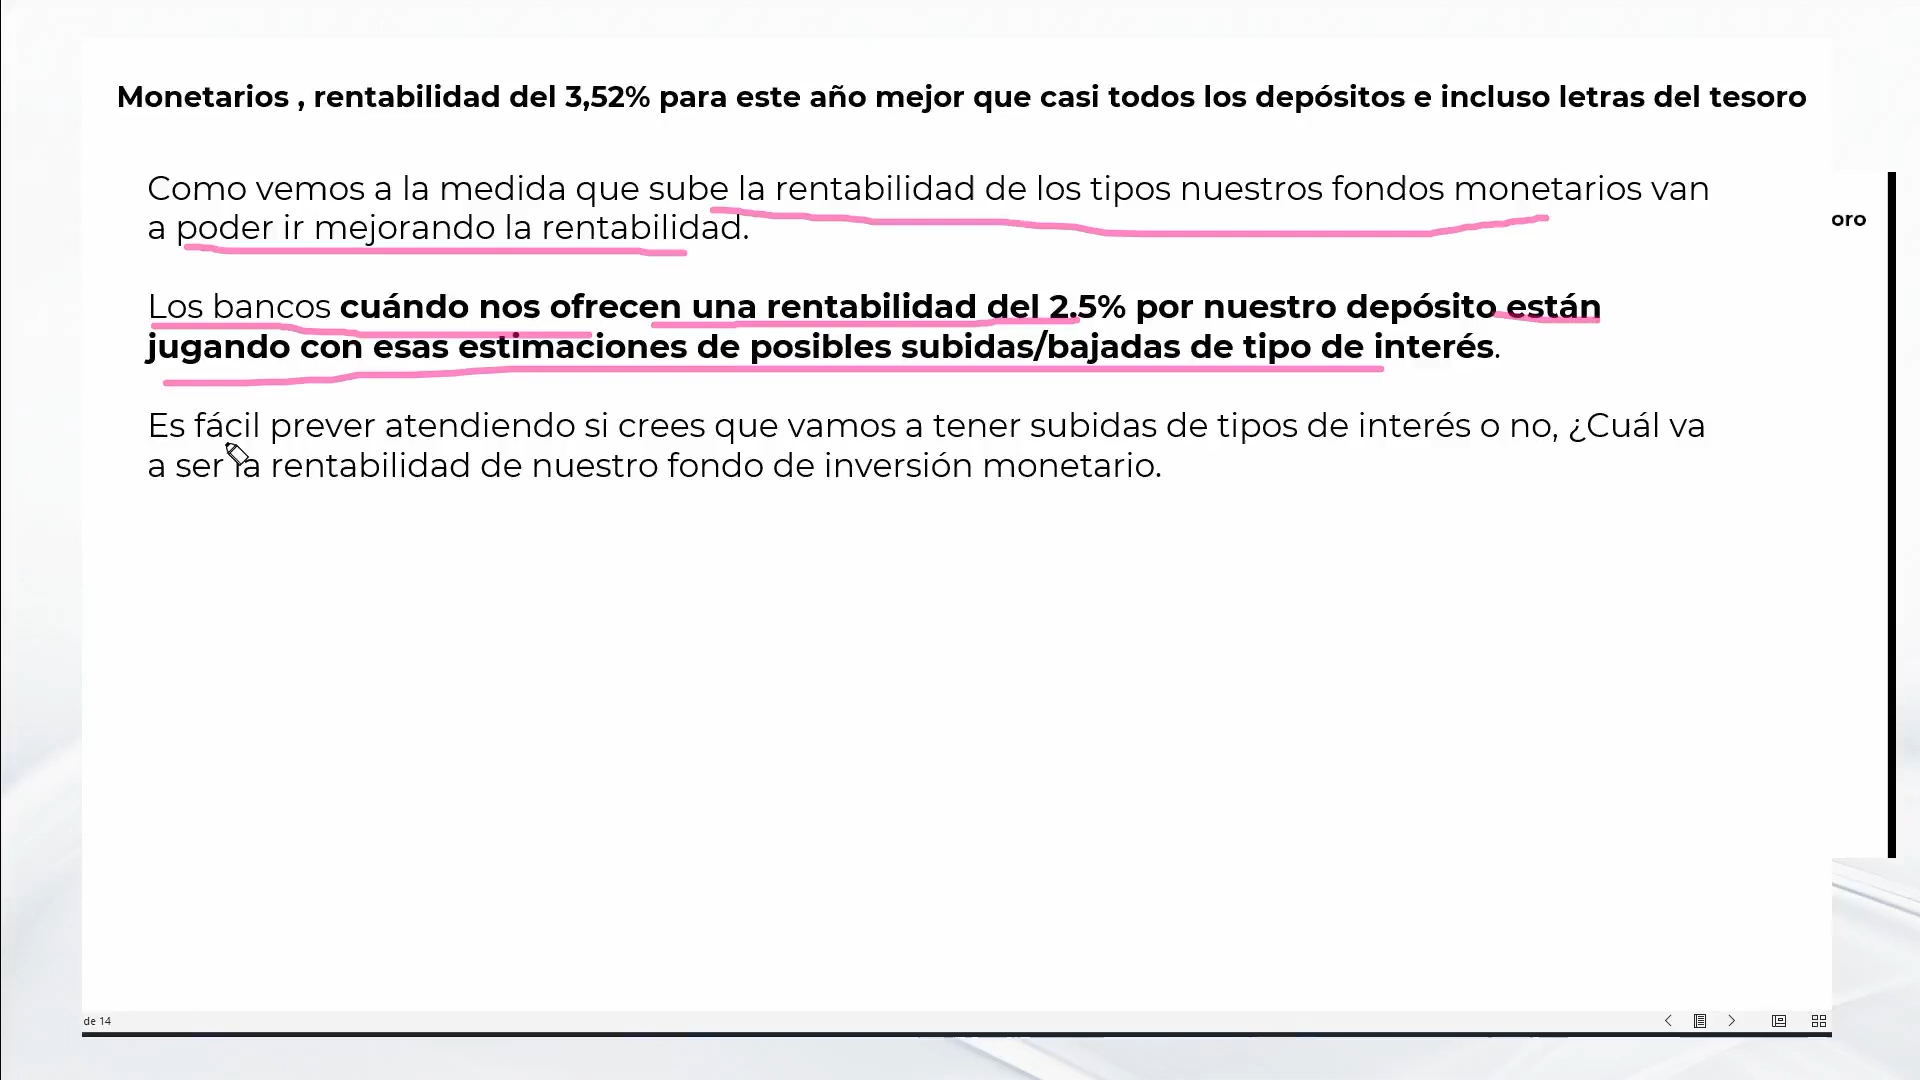 Monetarios , rentabilidad del 3,52% para este año mejor que casi todos los depósitos e incluso letras del tesoro
Como vemos a la medida que sube la rentabilidad de los tipos nuestros fondos monetarios van
a poder ir mejorando la rentabilidad.
oro
Los bancos cuándo nos ofrecen una rentabilidad del 2.5% por nuestro depósito están
jugando con esas estimaciones de posibles subidas/bajadas de tipo de interés.
Es fácil prever atendiendo si crees que vamos a tener subidas de tipos de interés o no, ¿Cuál va
a ser la rentabilidad de nuestro fondo de inversión monetario.
de 14